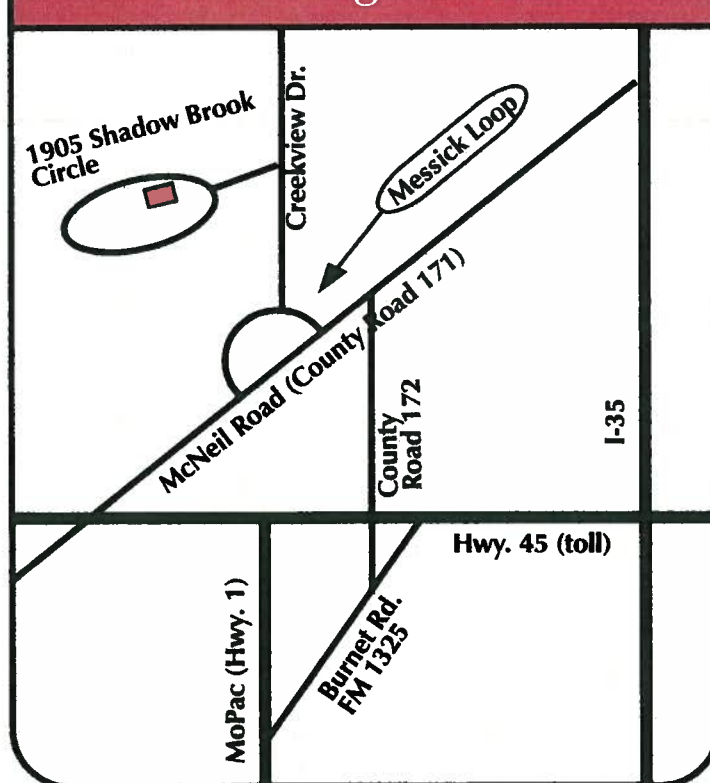 1905 Shadow Brook
Circle
Creekview Dr.
Messick Loop
McNeil Road (County Road 171)
County
Road 172
I-35
Hwy. 45 (toll)
MoPac (Hwy. 1)
Burnet Rd.
FM 1325